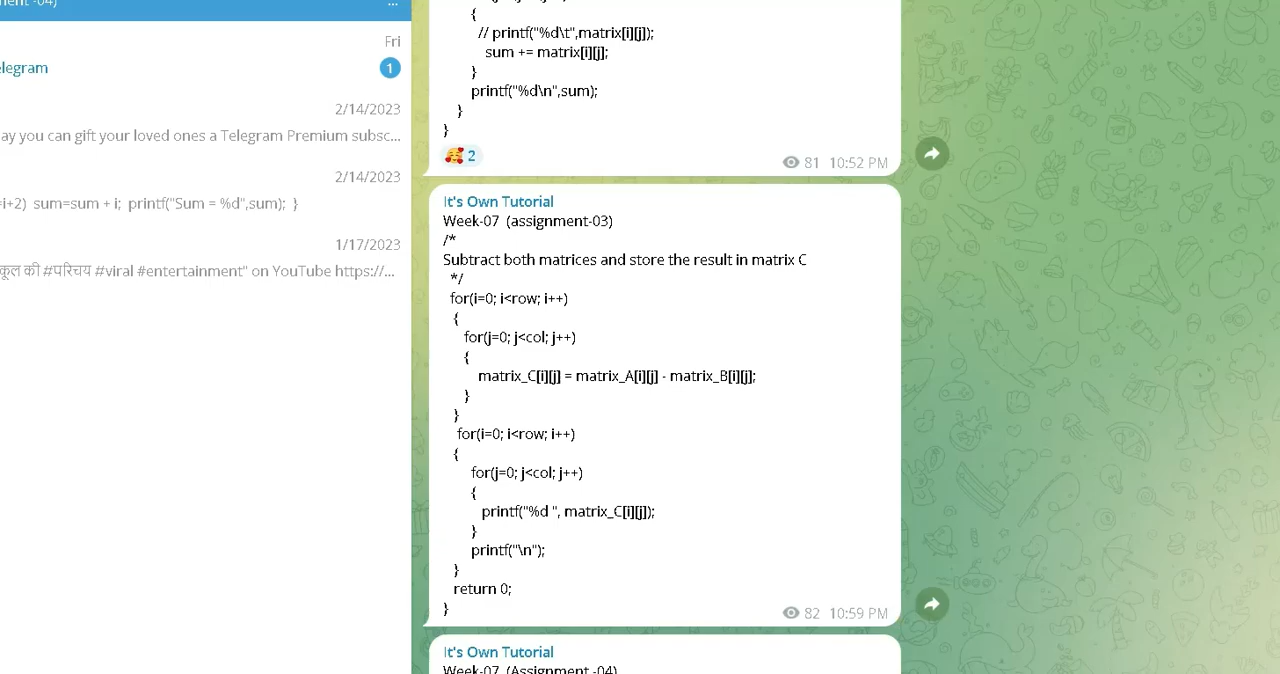 ...
Fri
elegram
1
2/14/2023
ay you can gift your loved ones a Telegram Premium subsc...
2/14/2023
=i+2) sum=sum + i; printf("Sum = %d",sum); }
1/17/2023
की #परिचय #viral #entertainment" on YouTube https://...
{
// printf("%d\t",matrix[i][j]);
sum += matrix[i][j];
}
printf("%d\n",sum);
}
}
🥰 2
81 10:52 PM
It's Own Tutorial
Week-07 (assignment-03)
/*
Subtract both matrices and store the result in matrix C
*/
for(i=0; i<row; i++)
{
for(j=0; j<col; j++)
{
matrix_C[i][j] = matrix_A[i][j] - matrix_B[i][j];
}
}
for(i=0; i<row; i++)
{
for(j=0; j<col; j++)
{
printf("%d ", matrix_C[i][j]);
}
printf("\n");
}
return 0;
}
82 10:59 PM
It's Own Tutorial
Week-07 (Assignment -04)